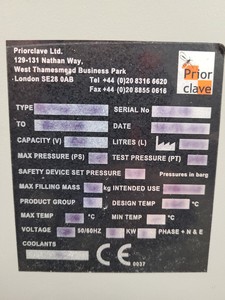 Priorclave Ltd.
129-131 Nathan Way,
West Thamesmead Business Park
London SE28 0AB
Tel +44 (0)20 8316 6620
Fax +44 (0)20 8855 0616
Prior clave
TYPE SERIAL No
TO DATE
CAPACITY (V) LITRES (L)
MAX PRESSURE (PS) TEST PRESSURE (PT)
SAFETY DEVICE SET PRESSURE Pressures in barg
MAX FILLING MASS kg INTENDED USE
PRODUCT GROUP DESIGN TEMP °C
MAX TEMP °C MIN TEMP °C
VOLTAGE 50/60HZ KW PHASE + N & E
COOLANTS
CE 0037